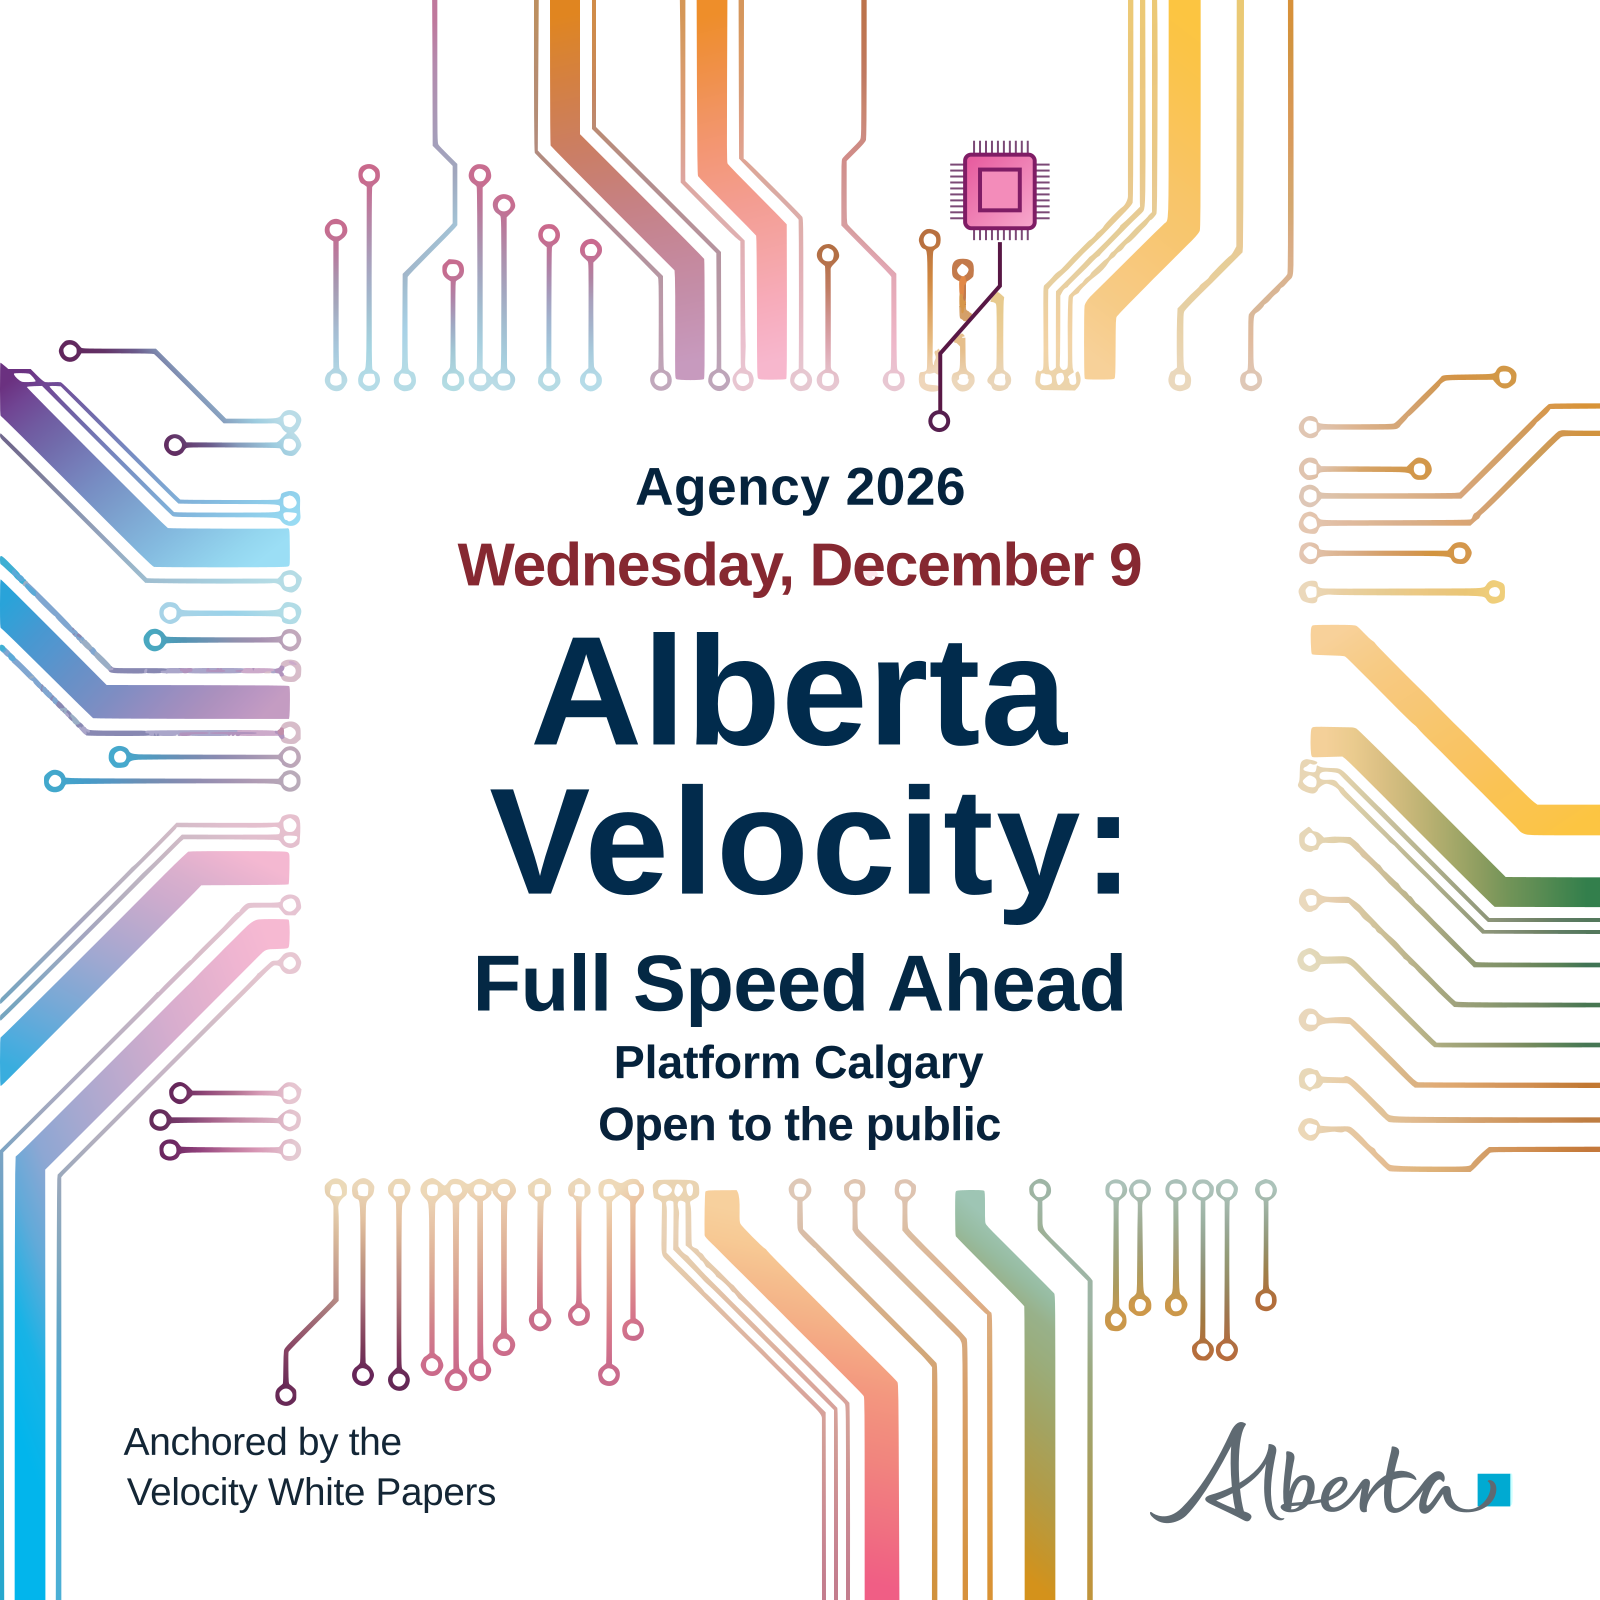 Agency 2026
Wednesday, December 9
Alberta
Velocity:
Full Speed Ahead
Platform Calgary
Open to the public
Anchored by the
Velocity White Papers
Alberta